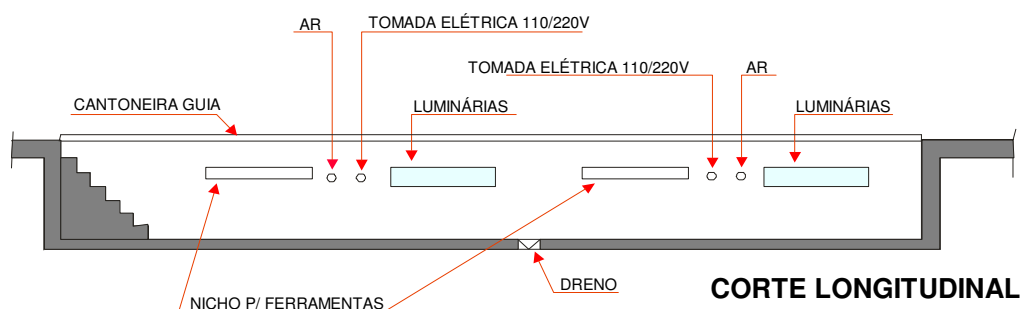 AR
TOMADA ELÉTRICA 110/220V
TOMADA ELÉTRICA 110/220V
AR
CANTONEIRA GUIA
LUMINÁRIAS
LUMINÁRIAS
DRENO
NICHO P/ FERRAMENTAS
CORTE LONGITUDINAL